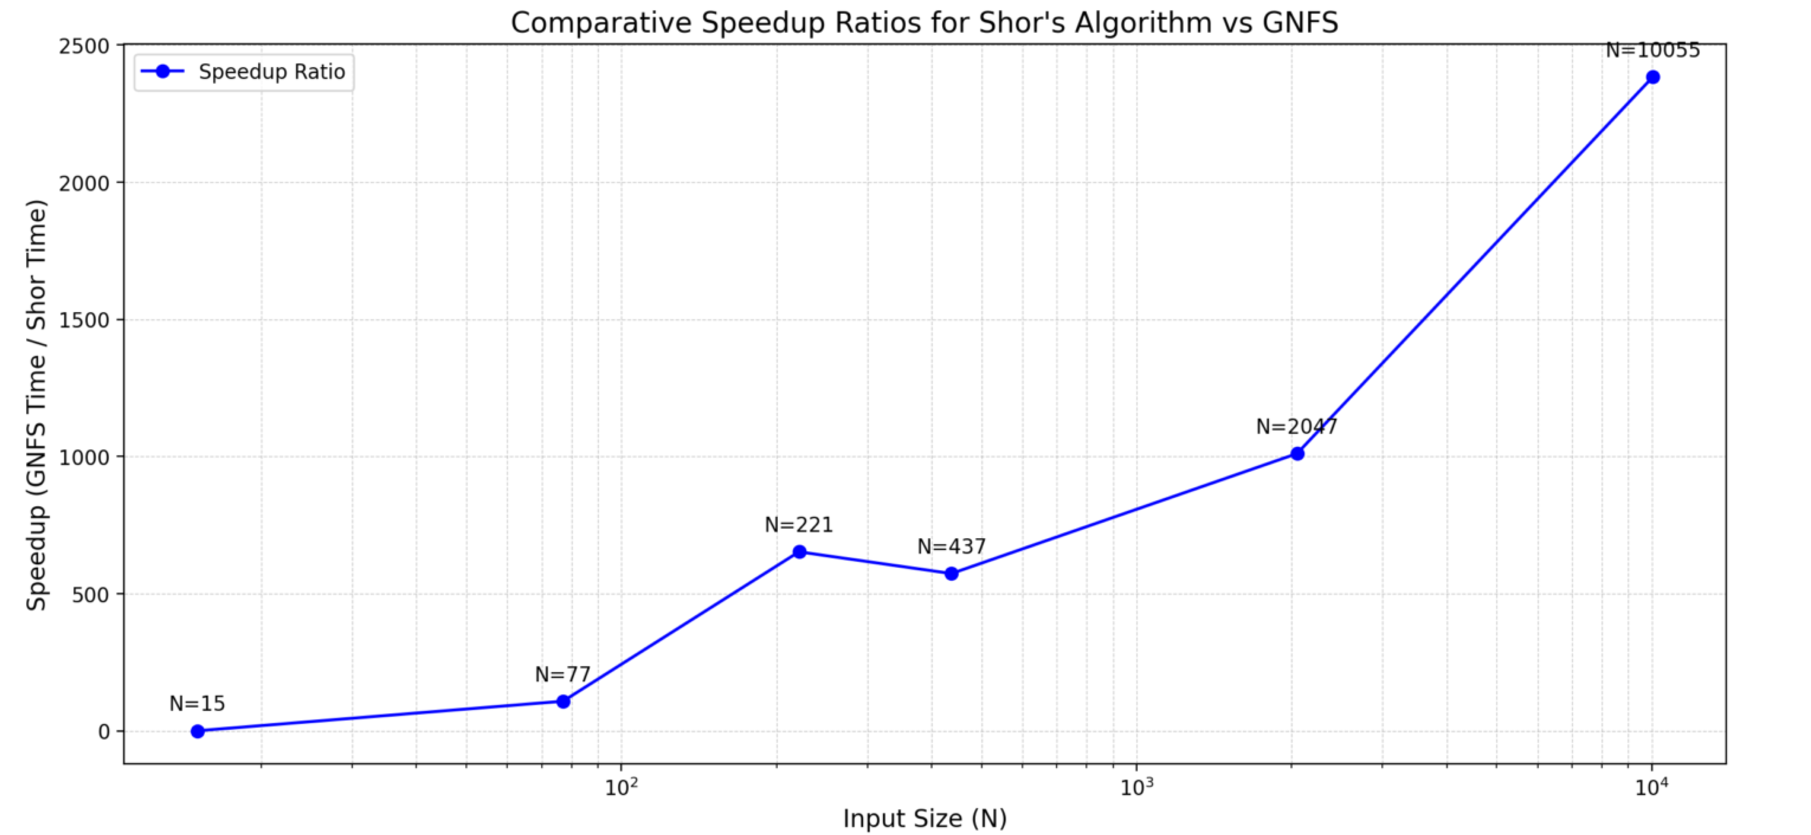 Comparative Speedup Ratios for Shor's Algorithm vs GNFS
Speedup Ratio
Speedup (GNFS Time / Shor Time)
2500
2000
1500
1000
500
0
N=15
N=77
N=221
N=437
N=2047
N=10055
10²
10³
10⁴
Input Size (N)